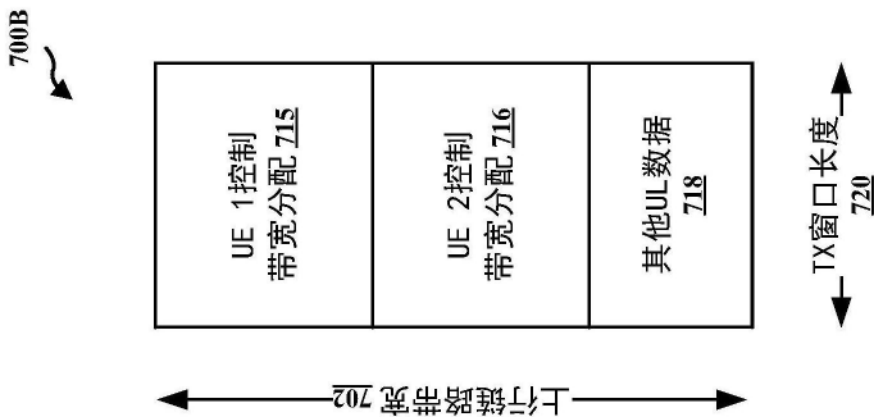 700B
UE 1控制
带宽分配 715
UE 2控制
带宽分配 716
其他UL数据
718
TX窗口长度
720
上行链路带宽 702